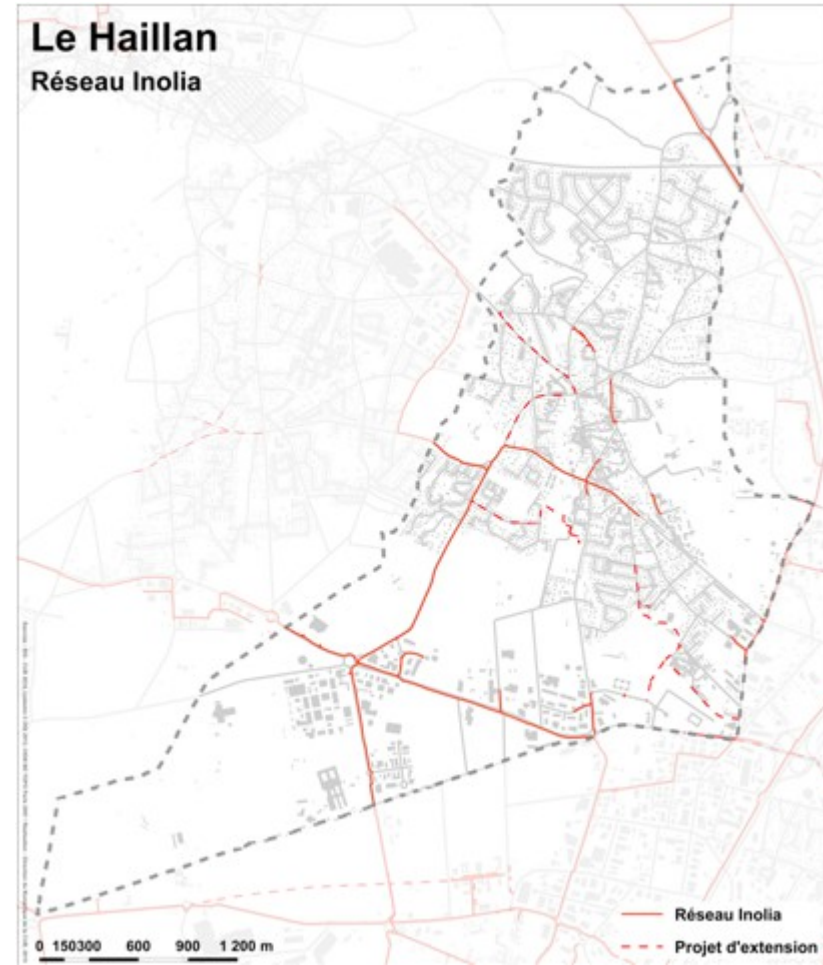 Le Haillan
Réseau Inolia
0 150300 600 900 1 200 m
Réseau Inolia
Projet d'extension